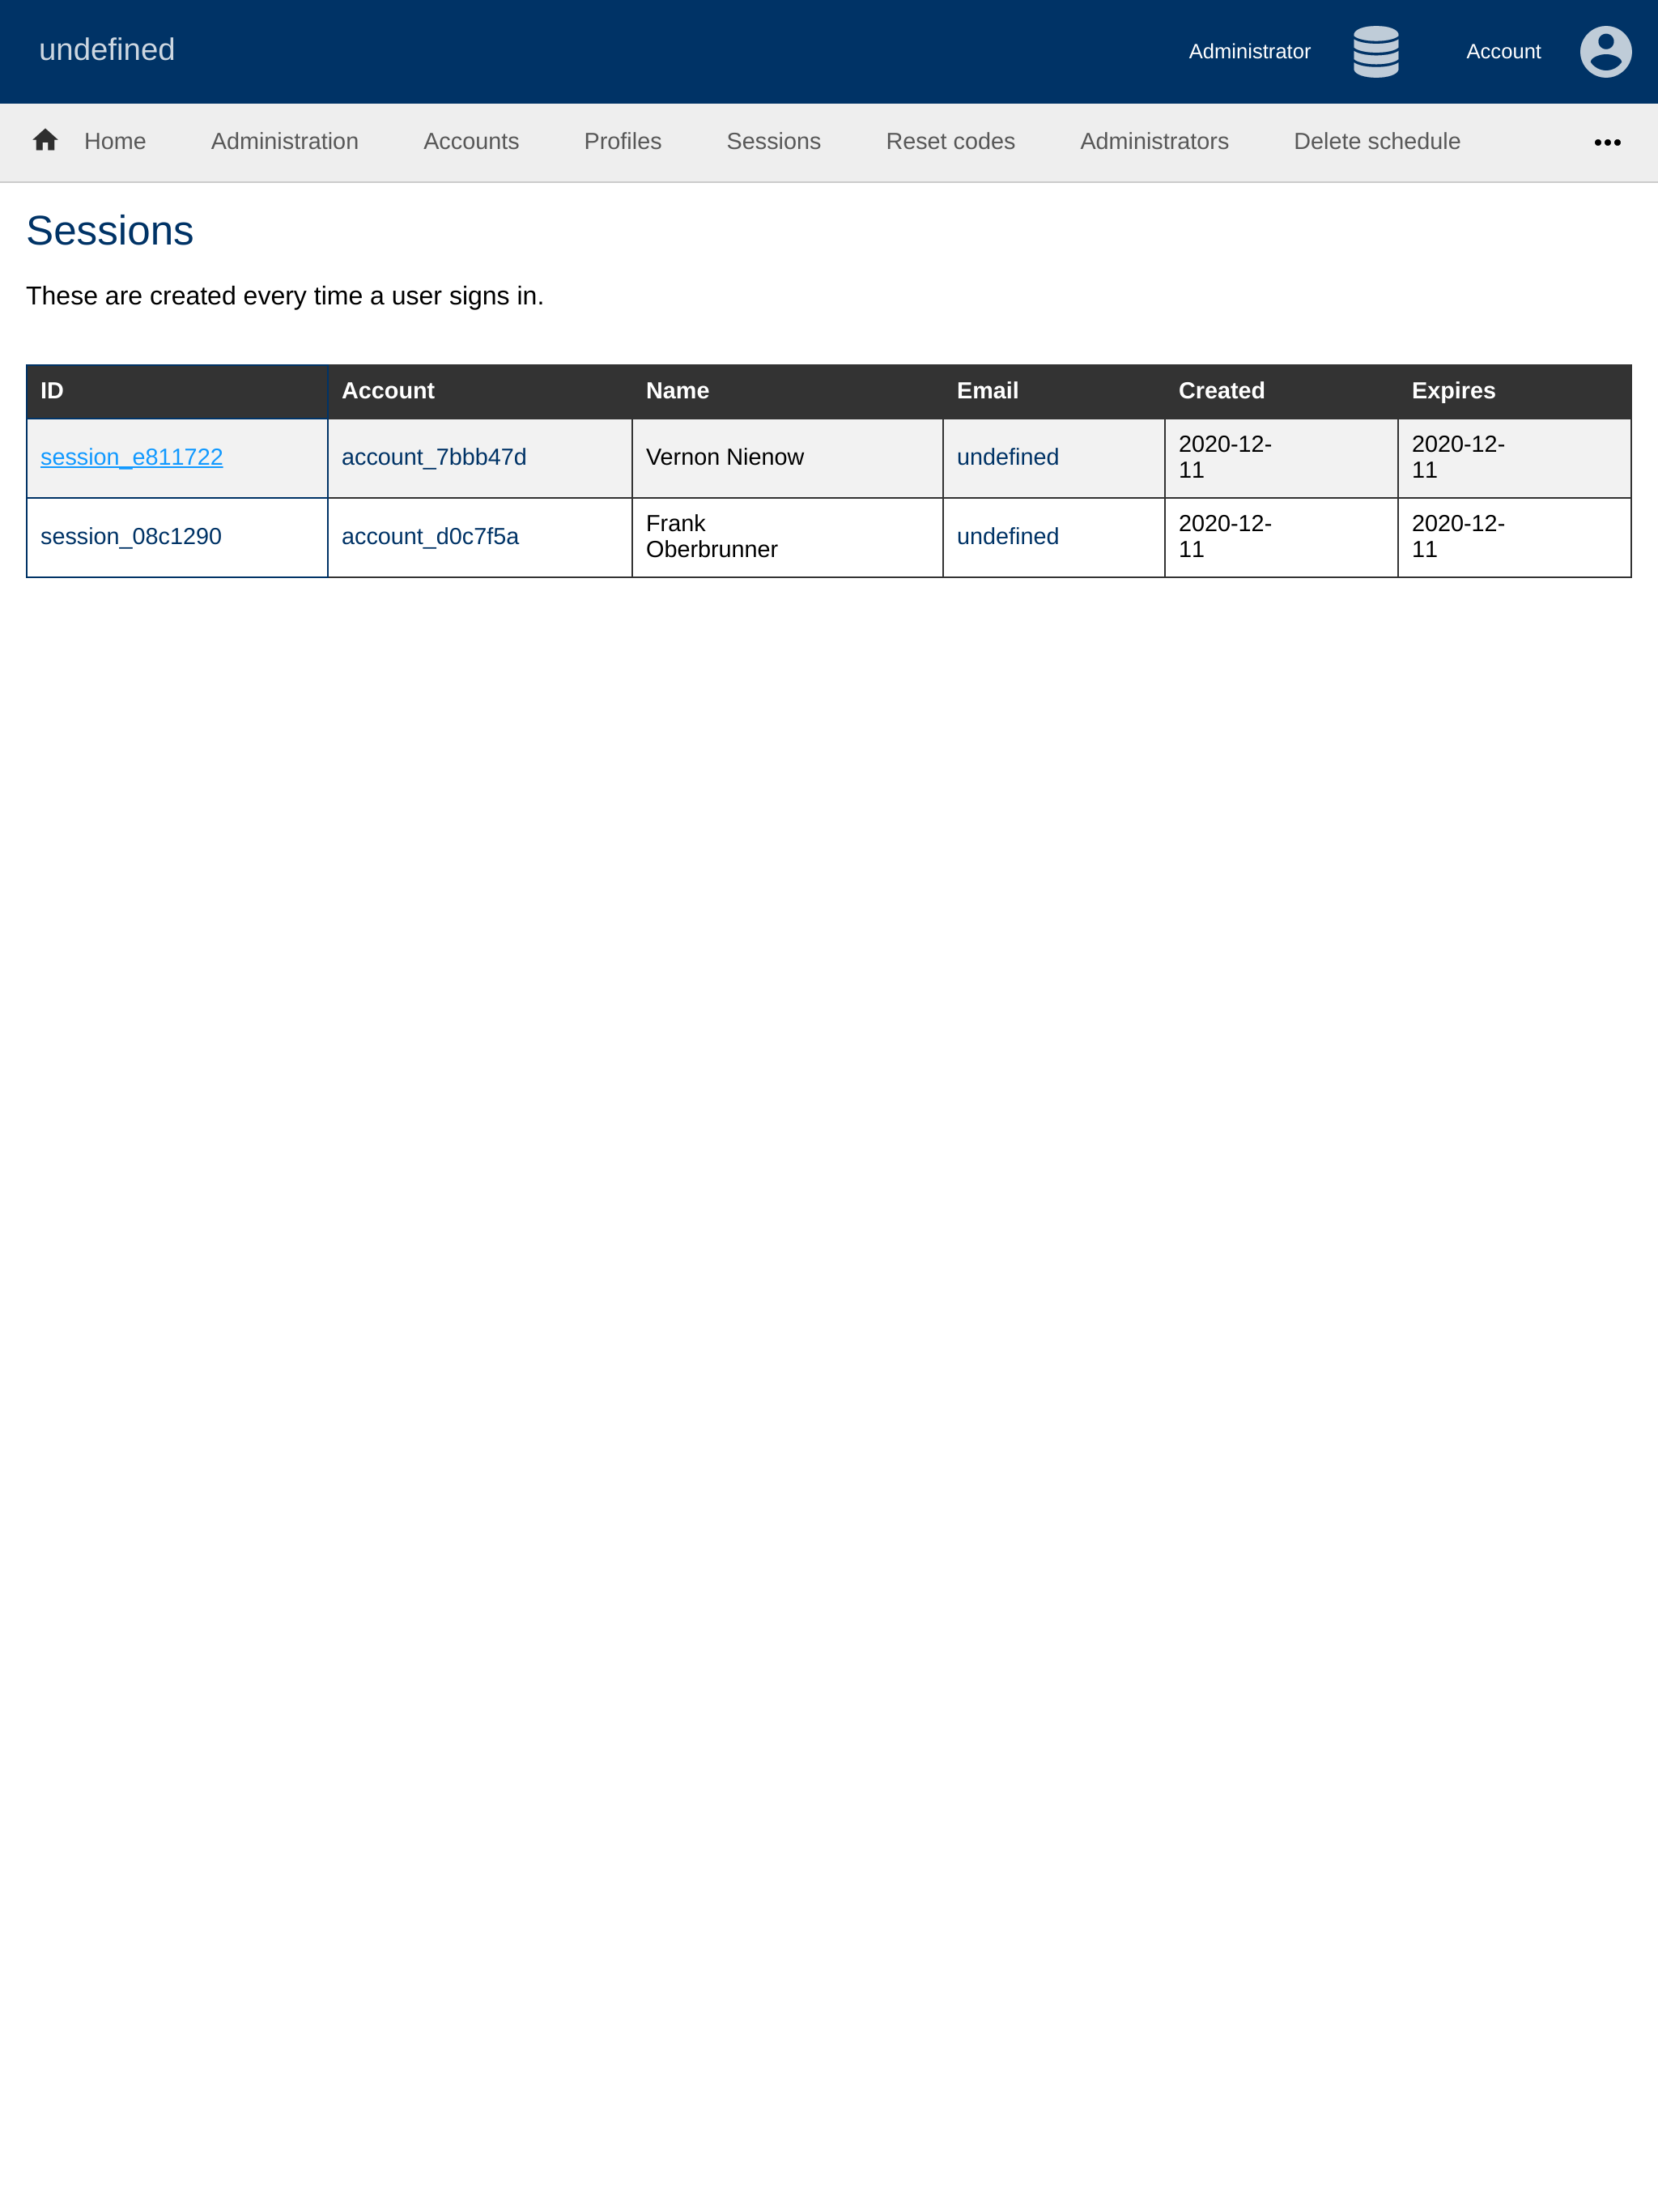 undefined
Administrator
Account
Home
Administration
Accounts
Profiles
Sessions
Reset codes
Administrators
Delete schedule
Sessions
These are created every time a user signs in.
ID
Account
Name
Email
Created
Expires
session_e811722
account_7bbb47d
Vernon Nienow
undefined
2020-12-
11
2020-12-
11
session_08c1290
account_d0c7f5a
Frank
Oberbrunner
undefined
2020-12-
11
2020-12-
11